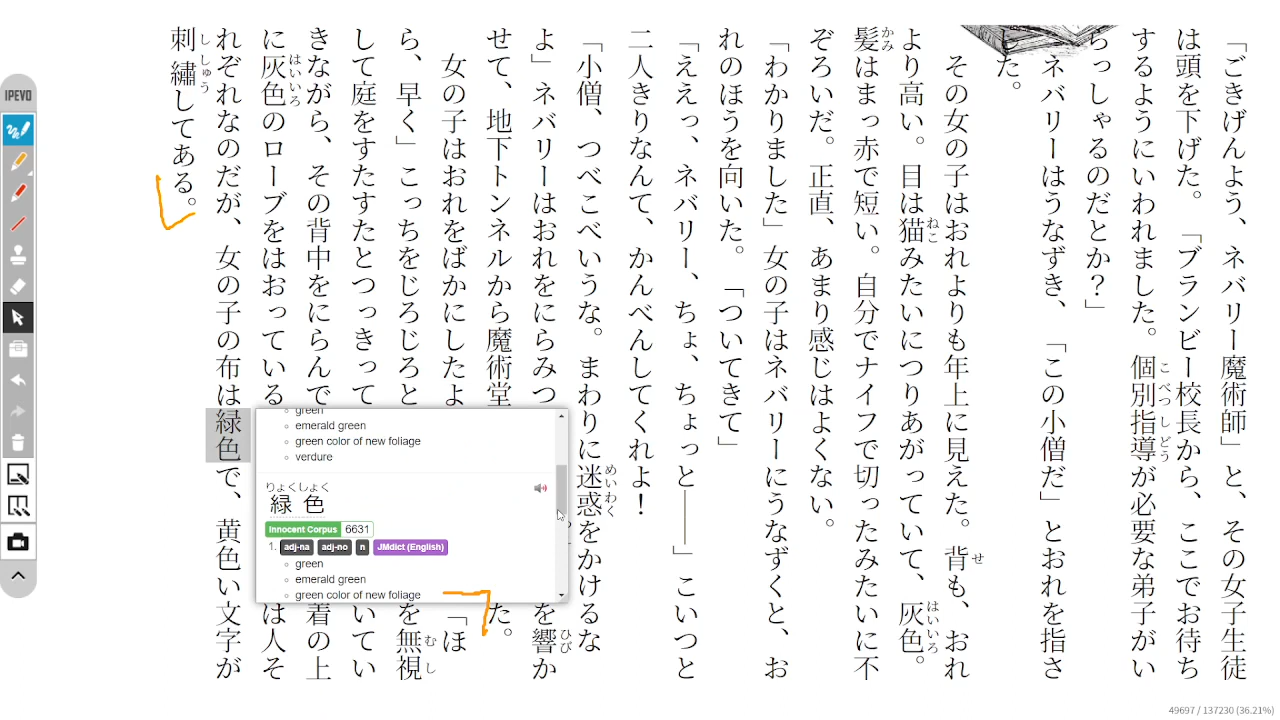 「ごきげんよう、ネバリー魔術師」と、その女子生徒
は頭を下げた。「ブランビー校長から、ここでお待ち
するようにいわれました。個別指導が必要な弟子がい
らっしゃるのだとか？」
ネバリーはうなずき、「この小僧だ」とおれを指さ
た。
その女の子はおれよりも年上に見えた。背も、おれ
より高い。目は猫みたいにつりあがっていて、灰色。
髪はまっ赤で短い。自分でナイフで切ったみたいに不
ぞろいだ。正直、あまり感じはよくない。
「わかりました」女の子はネバリーにうなずくと、お
れのほうを向いた。「ついてきて」
「ええっ、ネバリー、ちょ、ちょっと――」こいつと
二人きりなんて、かんべんしてくれよ！
「小僧、つべこべいうな。まわりに迷惑をかけるな
よ」ネバリーはおれをにらみつ を響か
せて、地下トンネルから魔術堂 た。
女の子はおれをばかにしたよ 「ほ
ら、早く」こっちをじろじろと を無視
して庭をすたすたとつっきって いてい
きながら、その背中をにらんで 着の上
に灰色のローブをはおっている は人そ
れぞれなのだが、女の子の布は緑色で、黄色い文字が
刺繍してある。
green
emerald green
green color of new foliage
verdure
りょくしょく
緑色
Innocent Corpus 6631
1. adj-na adj-no n JMdict (English)
green
emerald green
green color of new foliage
IPEVO
49697 / 137230 (36.21%)